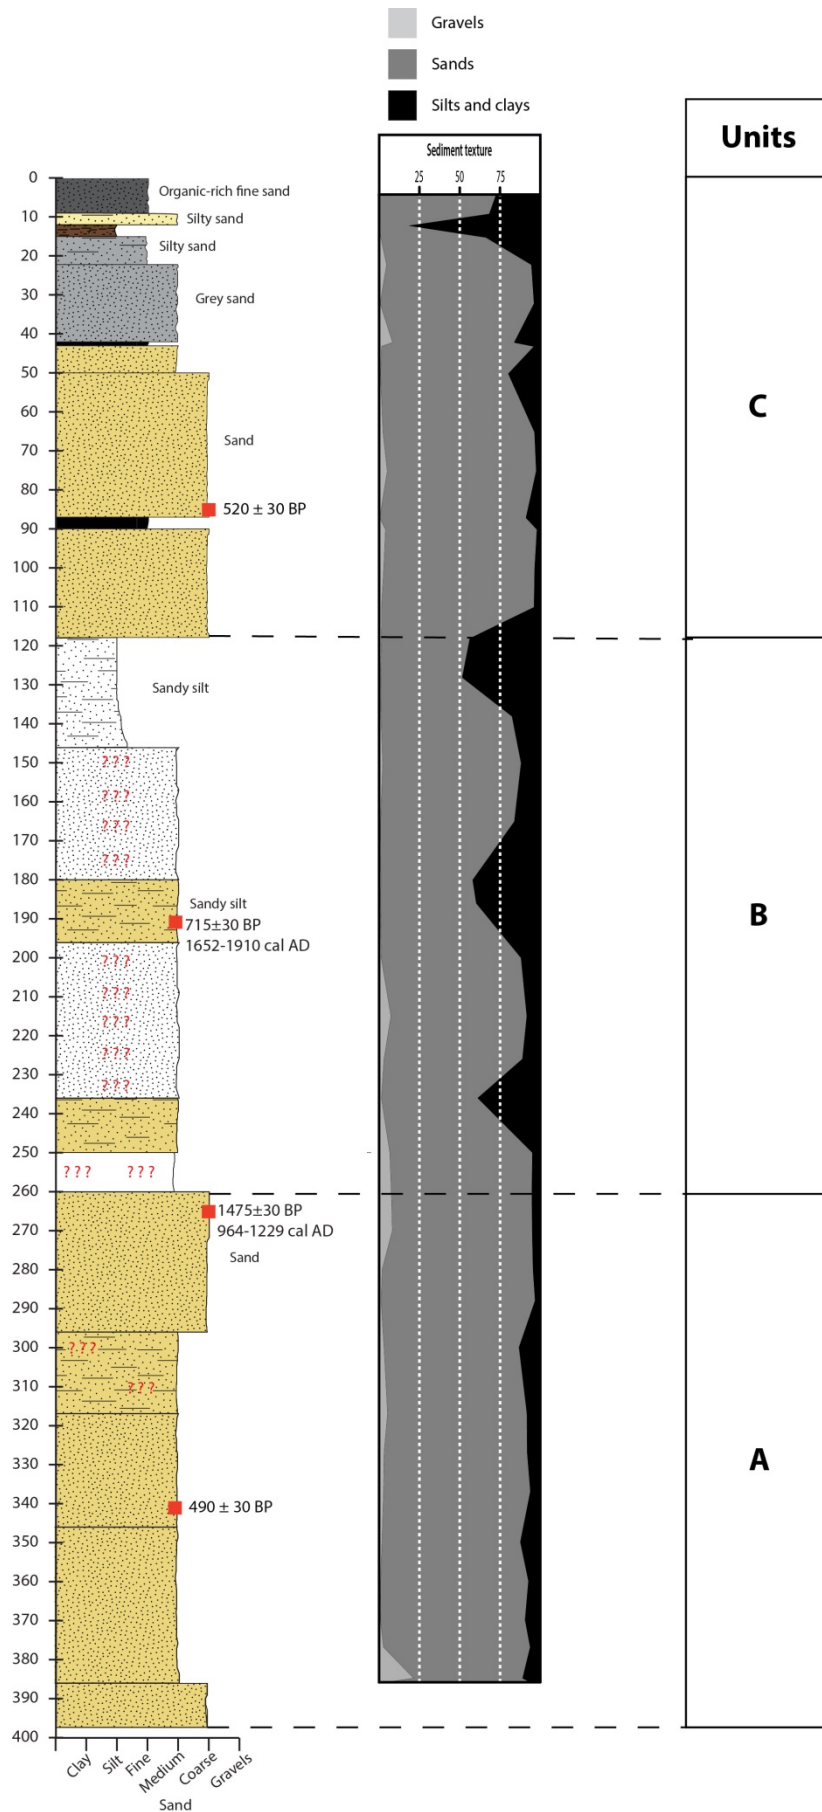 Gravels
Sands
Silts and clays
Units
Sediment texture
25 50 75
0
Organic-rich fine sand
10
Silty sand
Silty sand
20
30
Grey sand
40
50
C
60
70
Sand
80
520 ± 30 BP
90
100
110
120
130
Sandy silt
140
150
? ? ?
160
? ? ?
170
? ? ?
? ? ?
180
Sandy silt
190
715±30 BP
B
1652-1910 cal AD
200
? ? ?
210
? ? ?
? ? ?
220
? ? ?
230
? ? ?
240
250
? ? ? ? ? ?
260
1475±30 BP
270
964-1229 cal AD
Sand
280
290
300
? ? ?
310
? ? ?
320
330
A
340
490 ± 30 BP
350
360
370
380
390
400
Clay
Silt
Fine
Medium
Coarse
Gravels
Sand